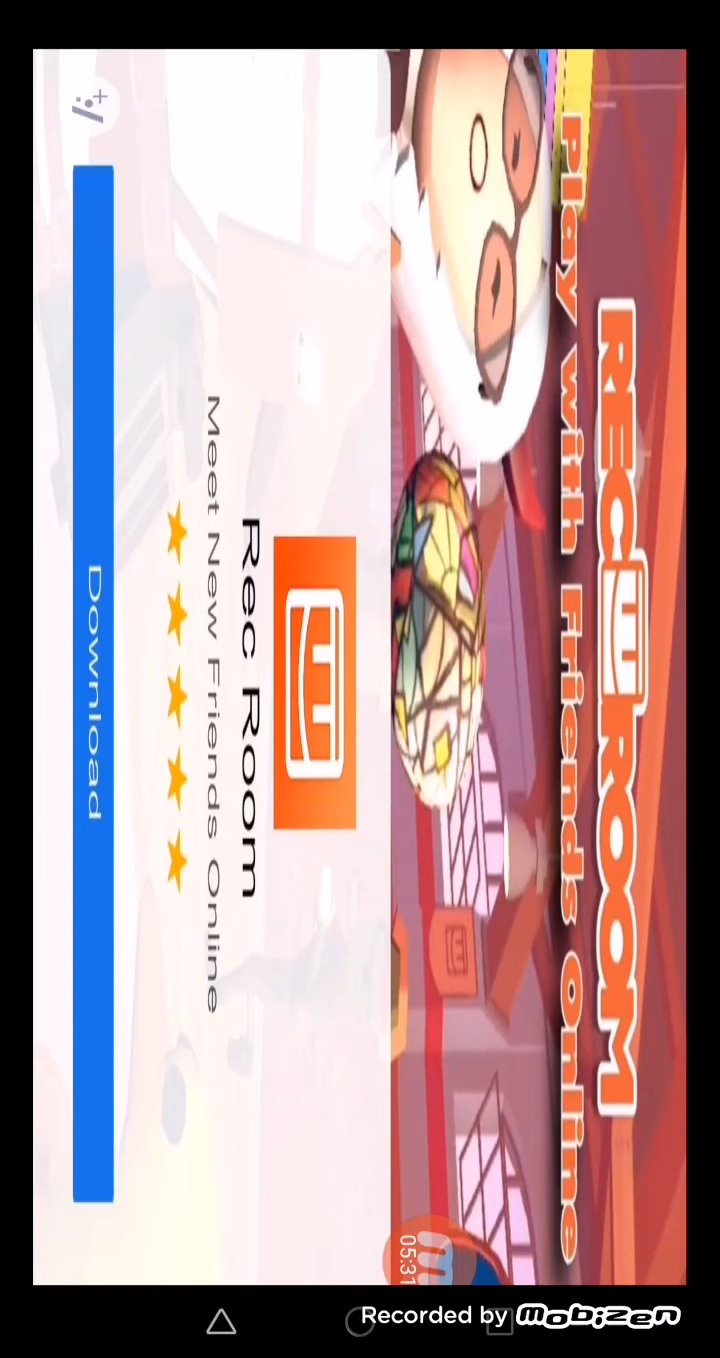 REC ROOM
Play with Friends Online
Rec Room
Meet New Friends Online
Download
05:31
Recorded by mobizen